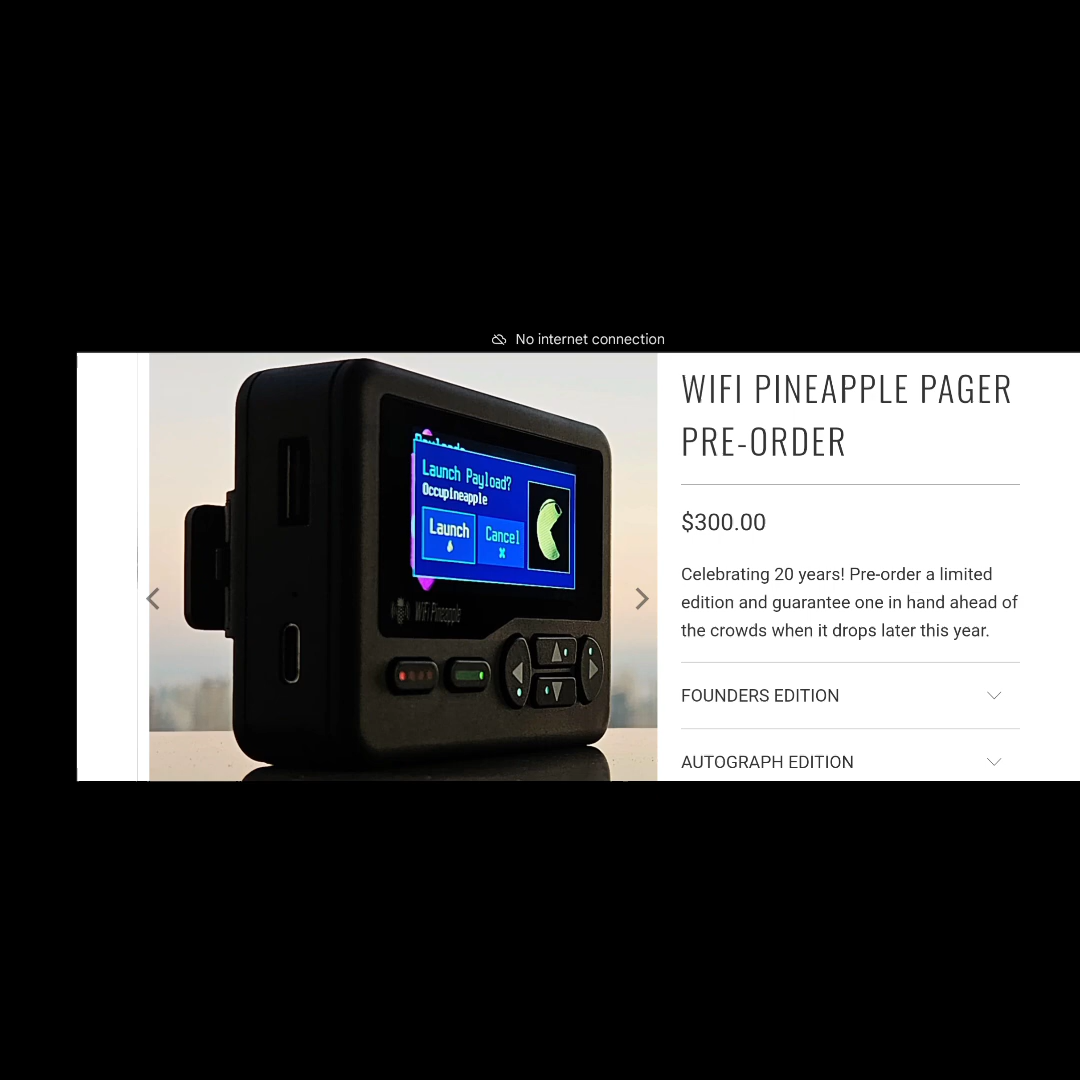 No internet connection
WIFI PINEAPPLE PAGER
PRE-ORDER
$300.00
Celebrating 20 years! Pre-order a limited
edition and guarantee one in hand ahead of
the crowds when it drops later this year.
FOUNDERS EDITION
AUTOGRAPH EDITION
Payloads
Launch Payload?
Occupineapple
Launch
Cancel
WiFi Pineapple